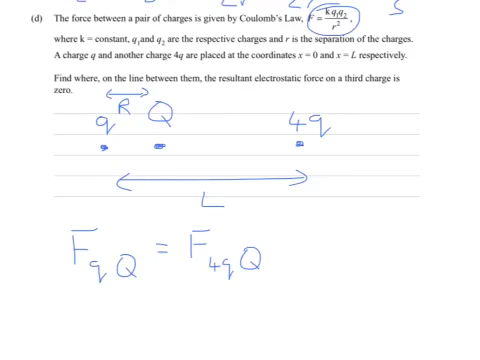 (d) The force between a pair of charges is given by Coulomb's Law, F = kq₁q₂/r²,
where k = constant, q₁and q₂ are the respective charges and r is the separation of the charges.
A charge q and another charge 4q are placed at the coordinates x = 0 and x = L respectively.
Find where, on the line between them, the resultant electrostatic force on a third charge is
zero.
R
q Q 4q
L
F_qQ = F_4qQ